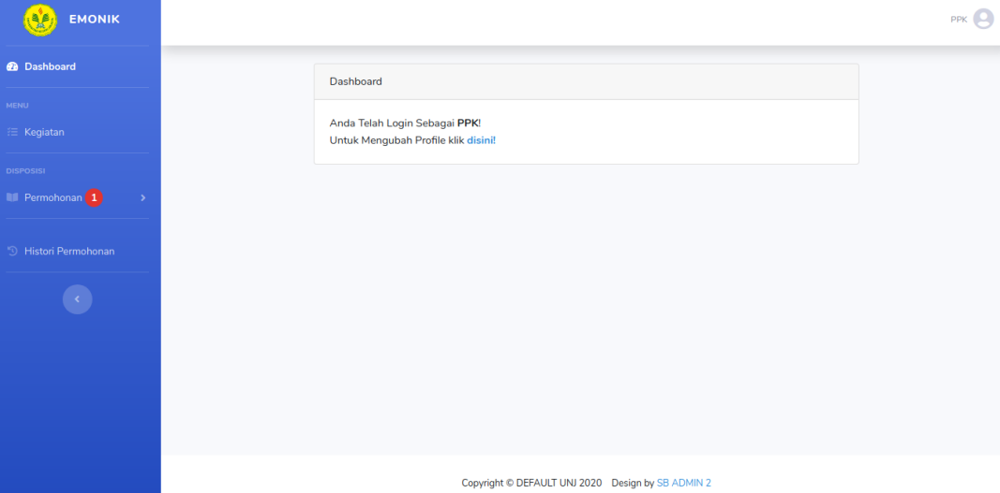 EMONIK
PPK
Dashboard
MENU
Kegiatan
DISPOSISI
Permohonan 1
Histori Permohonan
Dashboard
Anda Telah Login Sebagai PPK!
Untuk Mengubah Profile klik disini!
Copyright © DEFAULT UNJ 2020 Design by SB ADMIN 2